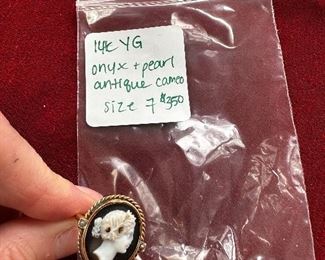 14k YG
onyx + pearl
antique cameo
size 7 $350